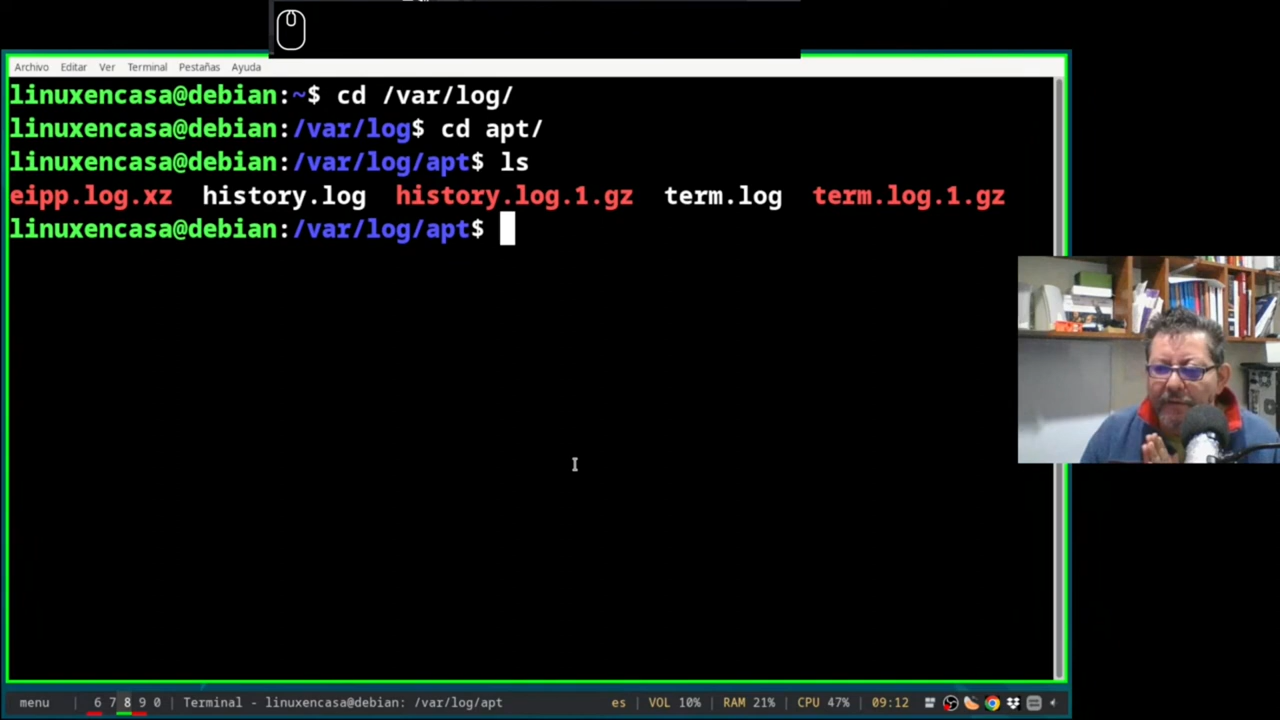 Archivo Editar Ver Terminal Pestañas Ayuda
linuxencasa@debian:~$ cd /var/log/
linuxencasa@debian:/var/log$ cd apt/
linuxencasa@debian:/var/log/apt$ ls
eipp.log.xz history.log history.log.1.gz term.log term.log.1.gz
linuxencasa@debian:/var/log/apt$
menu | 6 7 8 9 0 | Terminal - linuxencasa@debian: /var/log/apt es | VOL 10% | RAM 21% | CPU 47% | 09:12